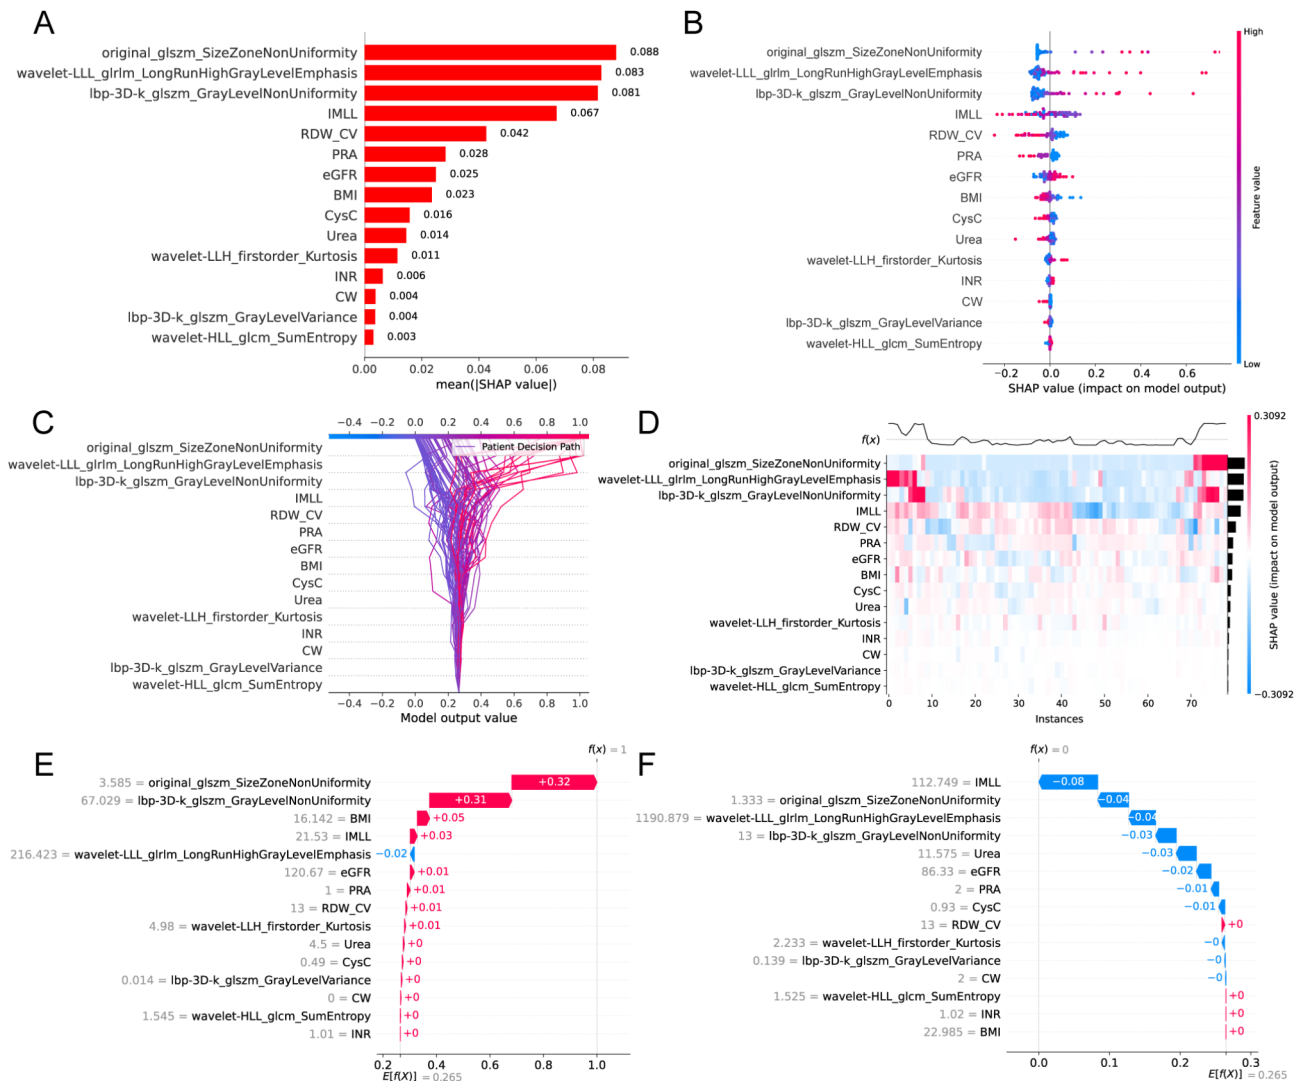 A
original_glszm_SizeZoneNonUniformity 0.088
wavelet-LLL_glrlm_LongRunHighGrayLevelEmphasis 0.083
lbp-3D-k_glszm_GrayLevelNonUniformity 0.081
IMLL 0.067
RDW_CV 0.042
PRA 0.028
eGFR 0.025
BMI 0.023
CysC 0.016
Urea 0.014
wavelet-LLH_firstorder_Kurtosis 0.011
INR 0.006
CW 0.004
lbp-3D-k_glszm_GrayLevelVariance 0.004
wavelet-HLL_glcm_SumEntropy 0.003
0.00 0.02 0.04 0.06 0.08
mean(|SHAP value|)
B
High
original_glszm_SizeZoneNonUniformity
wavelet-LLL_glrlm_LongRunHighGrayLevelEmphasis
lbp-3D-k_glszm_GrayLevelNonUniformity
IMLL
RDW_CV
PRA
eGFR
BMI
CysC
Urea
wavelet-LLH_firstorder_Kurtosis
INR
CW
lbp-3D-k_glszm_GrayLevelVariance
wavelet-HLL_glcm_SumEntropy
Feature value
Low
−0.2 0.0 0.2 0.4 0.6
SHAP value (impact on model output)
C
−0.4 −0.2 0.0 0.2 0.4 0.6 0.8 1.0
Patient Decision Path
original_glszm_SizeZoneNonUniformity
wavelet-LLL_glrlm_LongRunHighGrayLevelEmphasis
lbp-3D-k_glszm_GrayLevelNonUniformity
IMLL
RDW_CV
PRA
eGFR
BMI
CysC
Urea
wavelet-LLH_firstorder_Kurtosis
INR
CW
lbp-3D-k_glszm_GrayLevelVariance
wavelet-HLL_glcm_SumEntropy
−0.4 −0.2 0.0 0.2 0.4 0.6 0.8 1.0
Model output value
D
0.3092
f(x)
original_glszm_SizeZoneNonUniformity
wavelet-LLL_glrlm_LongRunHighGrayLevelEmphasis
lbp-3D-k_glszm_GrayLevelNonUniformity
IMLL
RDW_CV
PRA
eGFR
BMI
CysC
Urea
wavelet-LLH_firstorder_Kurtosis
INR
CW
lbp-3D-k_glszm_GrayLevelVariance
wavelet-HLL_glcm_SumEntropy
SHAP value (impact on model output)
−0.3092
0 10 20 30 40 50 60 70
Instances
E
f(x) = 1
3.585 = original_glszm_SizeZoneNonUniformity +0.32
67.029 = lbp-3D-k_glszm_GrayLevelNonUniformity +0.31
16.142 = BMI +0.05
21.53 = IMLL +0.03
216.423 = wavelet-LLL_glrlm_LongRunHighGrayLevelEmphasis −0.02
120.67 = eGFR +0.01
1 = PRA +0.01
13 = RDW_CV +0.01
4.98 = wavelet-LLH_firstorder_Kurtosis +0.01
4.5 = Urea +0
0.49 = CysC +0
0.014 = lbp-3D-k_glszm_GrayLevelVariance +0
0 = CW +0
1.545 = wavelet-HLL_glcm_SumEntropy +0
1.01 = INR +0
0.2 0.4 0.6 0.8 1.0
E[f(X)] = 0.265
F
f(x) = 0
112.749 = IMLL −0.08
1.333 = original_glszm_SizeZoneNonUniformity −0.04
1190.879 = wavelet-LLL_glrlm_LongRunHighGrayLevelEmphasis −0.04
13 = lbp-3D-k_glszm_GrayLevelNonUniformity −0.03
11.575 = Urea −0.03
86.33 = eGFR −0.02
2 = PRA −0.01
0.93 = CysC −0.01
13 = RDW_CV +0
2.233 = wavelet-LLH_firstorder_Kurtosis −0
0.139 = lbp-3D-k_glszm_GrayLevelVariance −0
2 = CW −0
1.525 = wavelet-HLL_glcm_SumEntropy +0
1.02 = INR +0
22.985 = BMI +0
0.0 0.1 0.2 0.3
E[f(X)] = 0.265